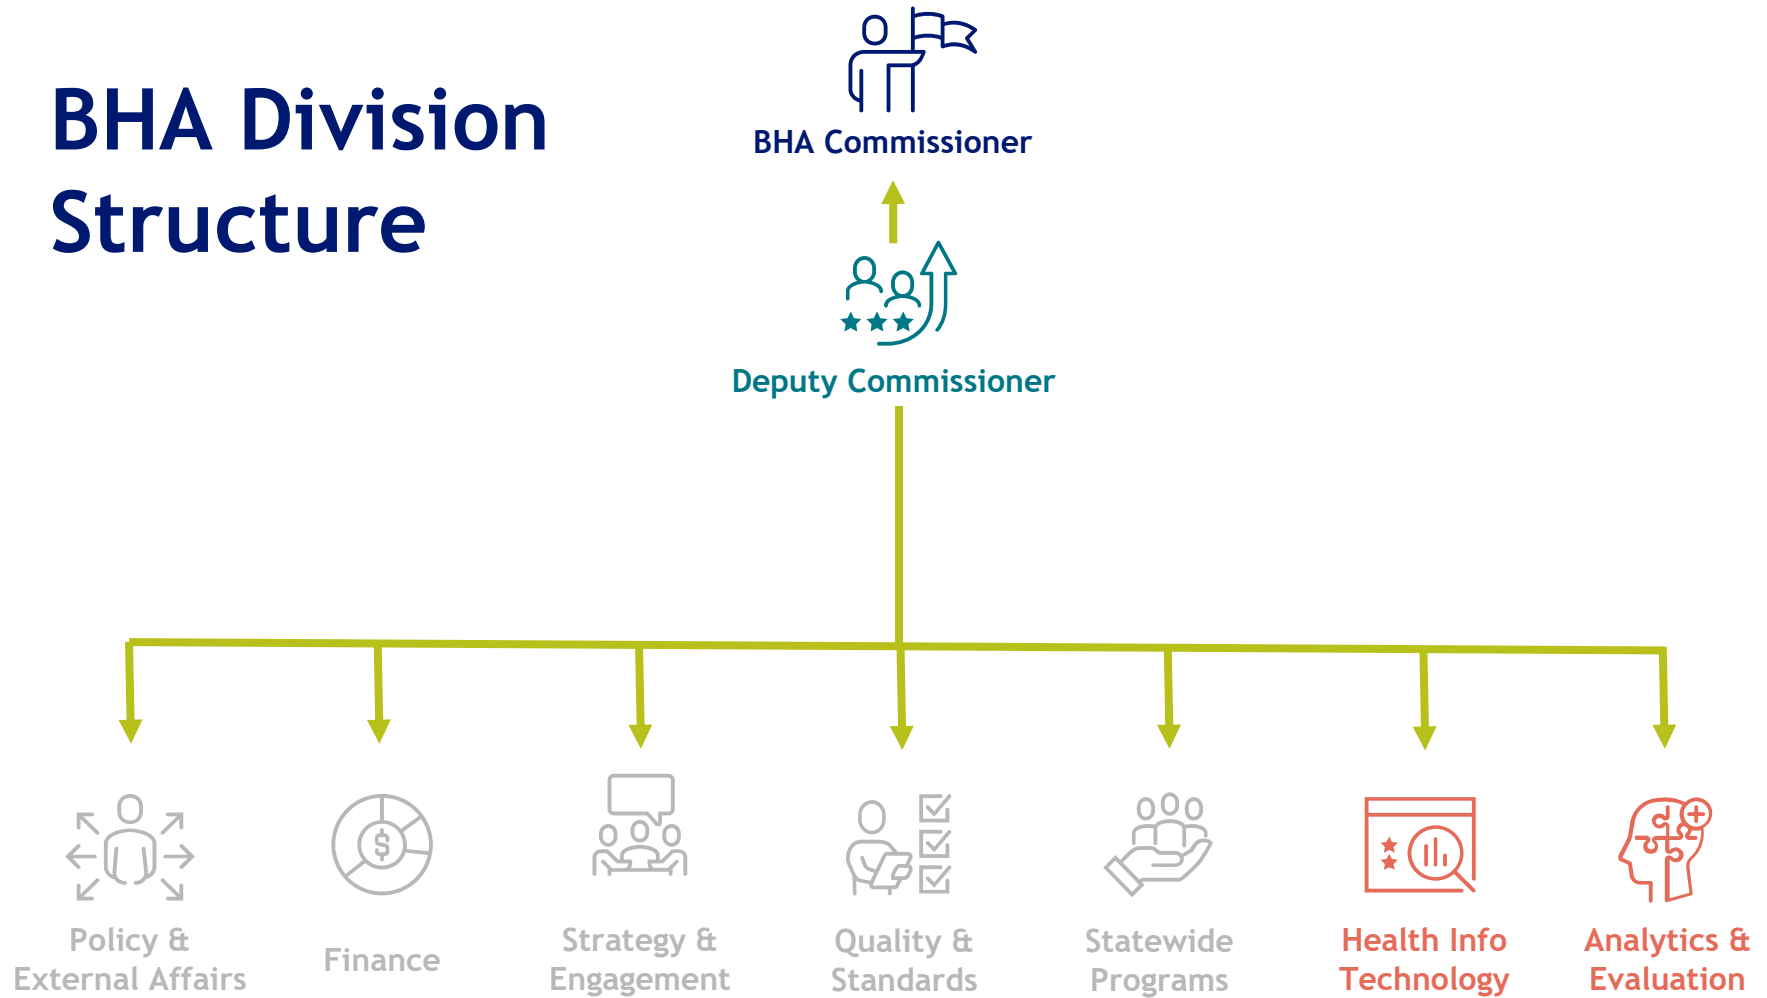 BHA Division
Structure
BHA Commissioner
Deputy Commissioner
Policy &
External Affairs
Finance
Strategy &
Engagement
Quality &
Standards
Statewide
Programs
Health Info
Technology
Analytics &
Evaluation